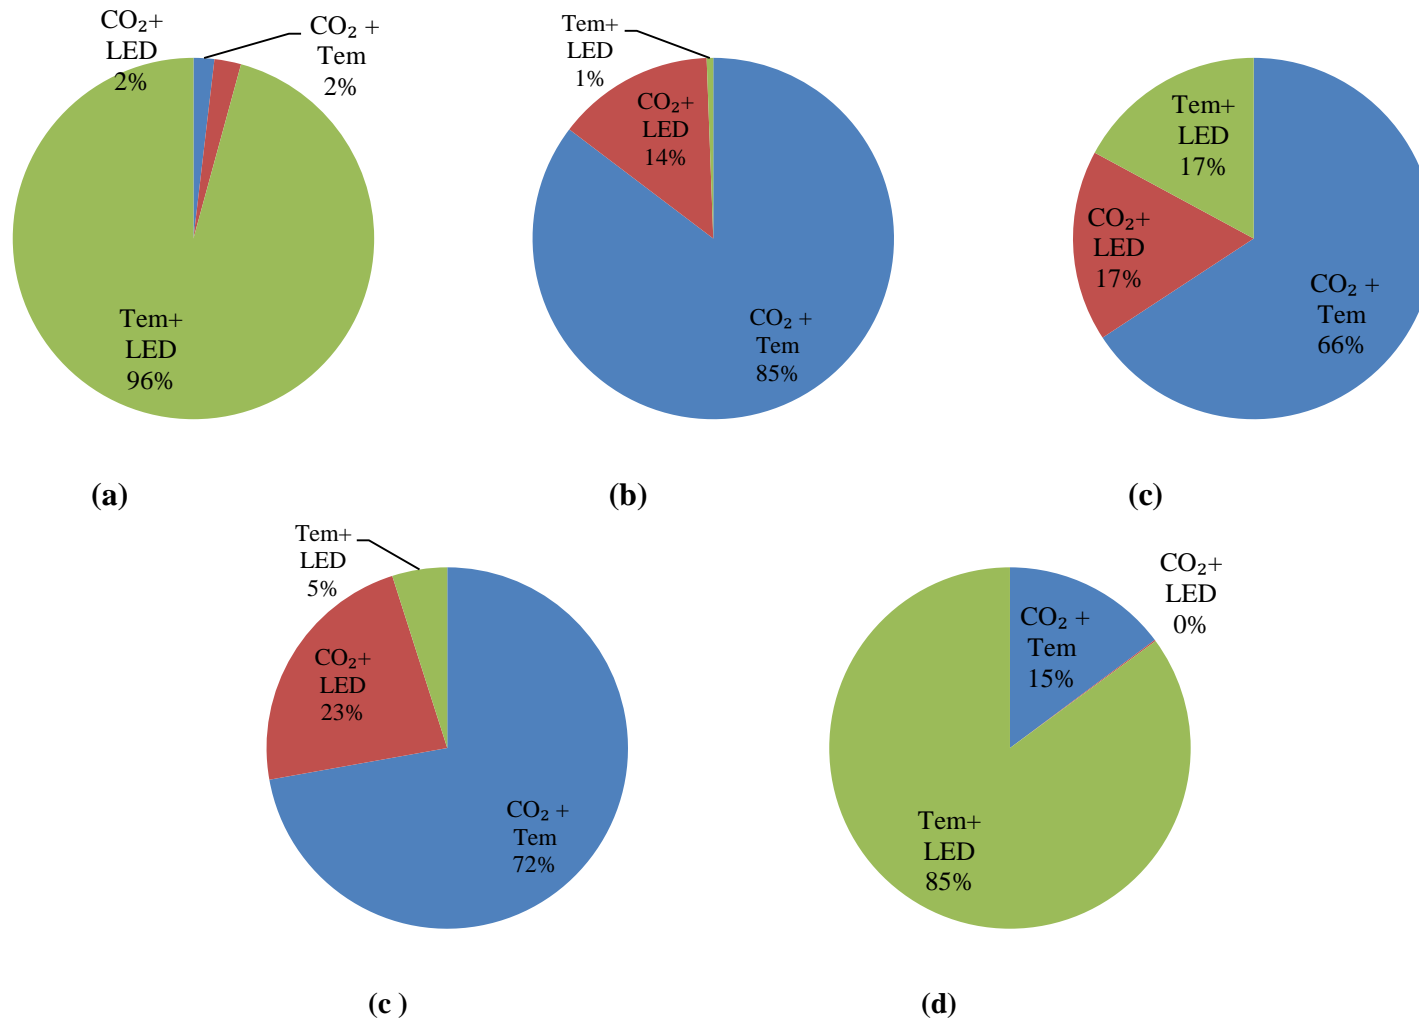 CO₂+
LED
2%
CO₂ +
Tem
2%
Tem+
LED
96%
(a)
Tem+
LED
1%
CO₂+
LED
14%
CO₂ +
Tem
85%
(b)
Tem+
LED
17%
CO₂+
LED
17%
CO₂ +
Tem
66%
(c)
Tem+
LED
5%
CO₂+
LED
23%
CO₂ +
Tem
72%
(c )
CO₂+
LED
0%
CO₂ +
Tem
15%
Tem+
LED
85%
(d)